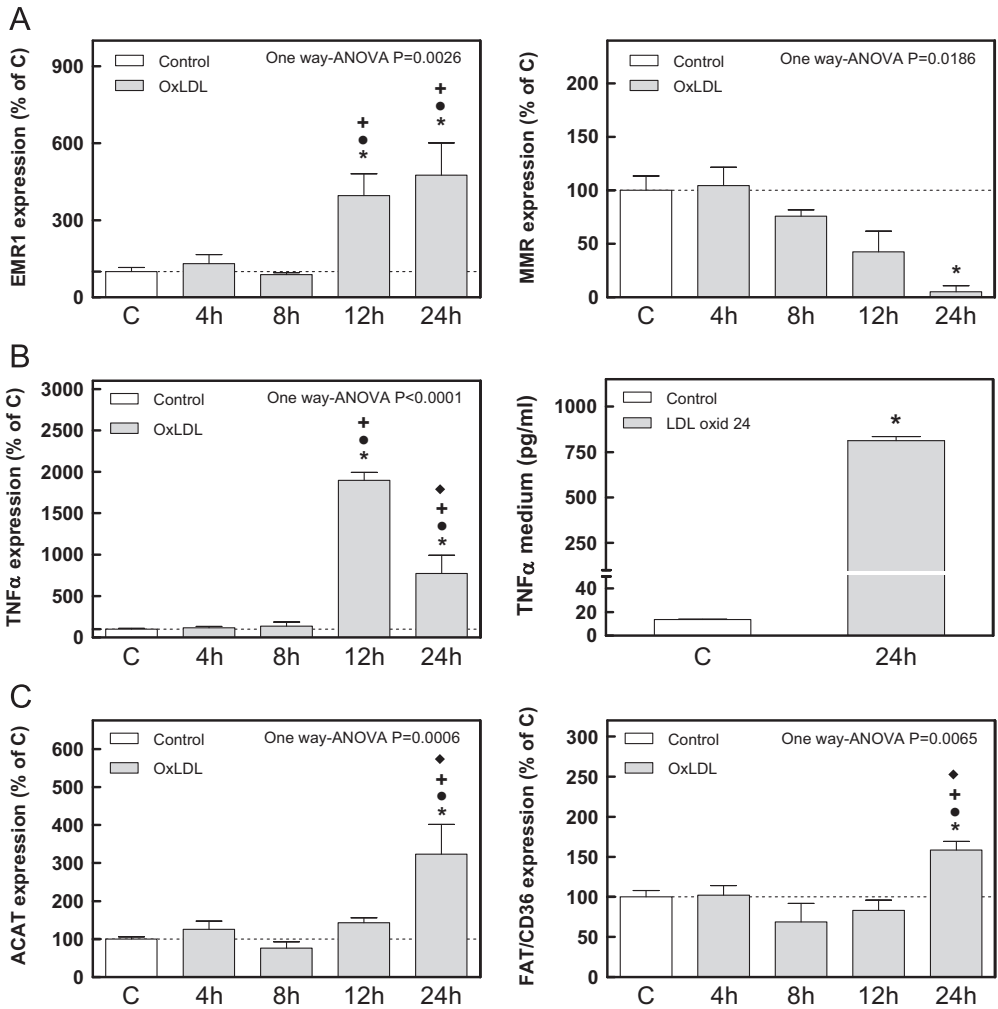 A
EMR1 expression (% of C)
Control
OxLDL
One way-ANOVA P=0.0026
900
600
300
0
+
●
*
+
●
*
C 4h 8h 12h 24h
MMR expression (% of C)
Control
OxLDL
One way-ANOVA P=0.0186
200
150
100
50
0
*
C 4h 8h 12h 24h
B
TNFα expression (% of C)
Control
OxLDL
One way-ANOVA P<0.0001
3000
2500
2000
1500
1000
500
0
+
●
*
◆
+
●
*
C 4h 8h 12h 24h
TNFα medium (pg/ml)
Control
LDL oxid 24
1000
750
500
250
40
20
0
*
C 24h
C
ACAT expression (% of C)
Control
OxLDL
One way-ANOVA P=0.0006
600
500
400
300
200
100
0
◆
+
●
*
C 4h 8h 12h 24h
FAT/CD36 expression (% of C)
Control
OxLDL
One way-ANOVA P=0.0065
300
250
200
150
100
50
0
◆
+
●
*
C 4h 8h 12h 24h